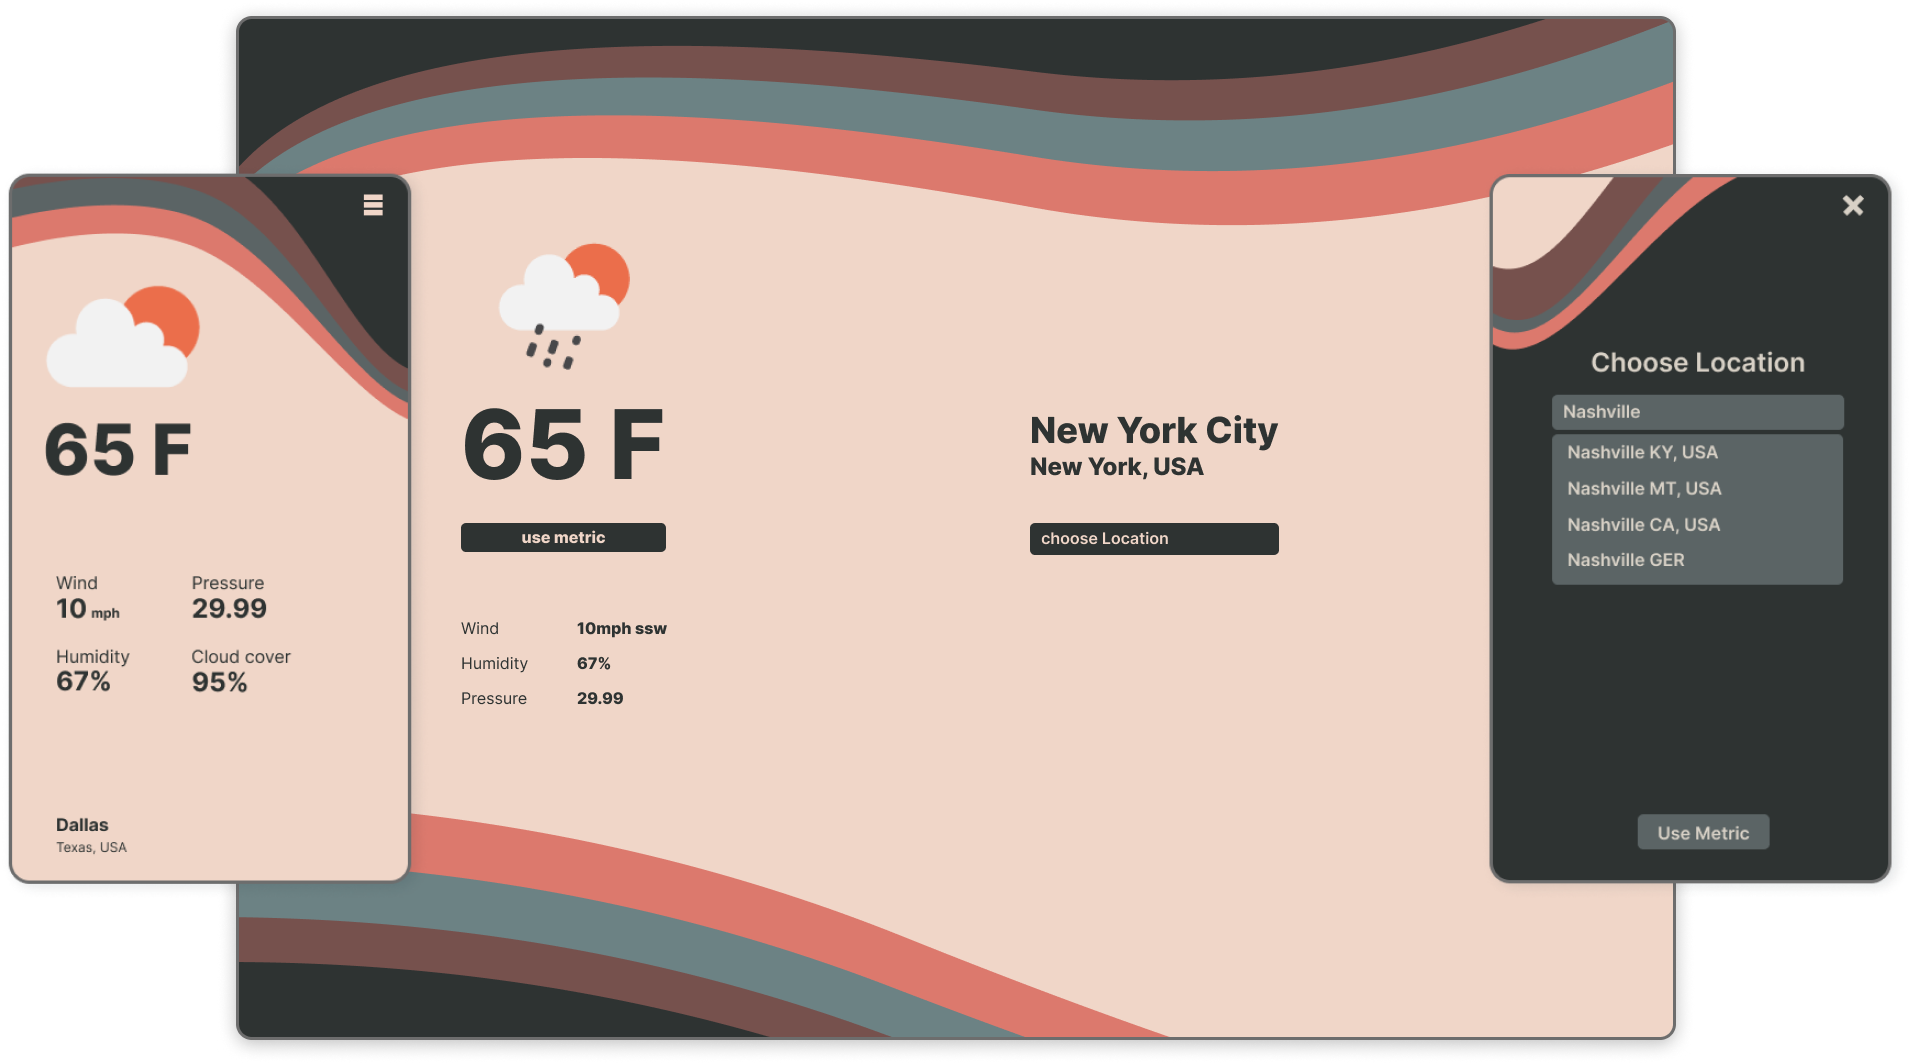 65 F
Wind
10 mph
Pressure
29.99
Humidity
67%
Cloud cover
95%
Dallas
Texas, USA
65 F
use metric
Wind 10mph ssw
Humidity 67%
Pressure 29.99
New York City
New York, USA
choose Location
Choose Location
Nashville
Nashville KY, USA
Nashville MT, USA
Nashville CA, USA
Nashville GER
Use Metric